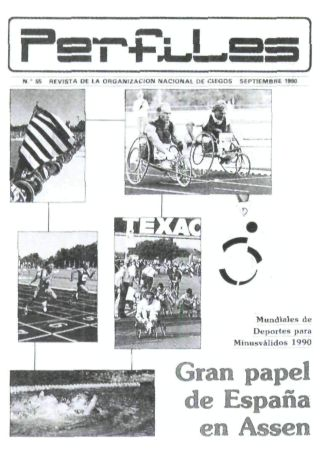 Perfiles
N.° 55 REVISTA DE LA ORGANIZACION NACIONAL DE CIEGOS SEPTIEMBRE 1990
TEXAC
Mundiales de
Deportes para
Minusválidos 1990
Gran papel
de España
en Assen